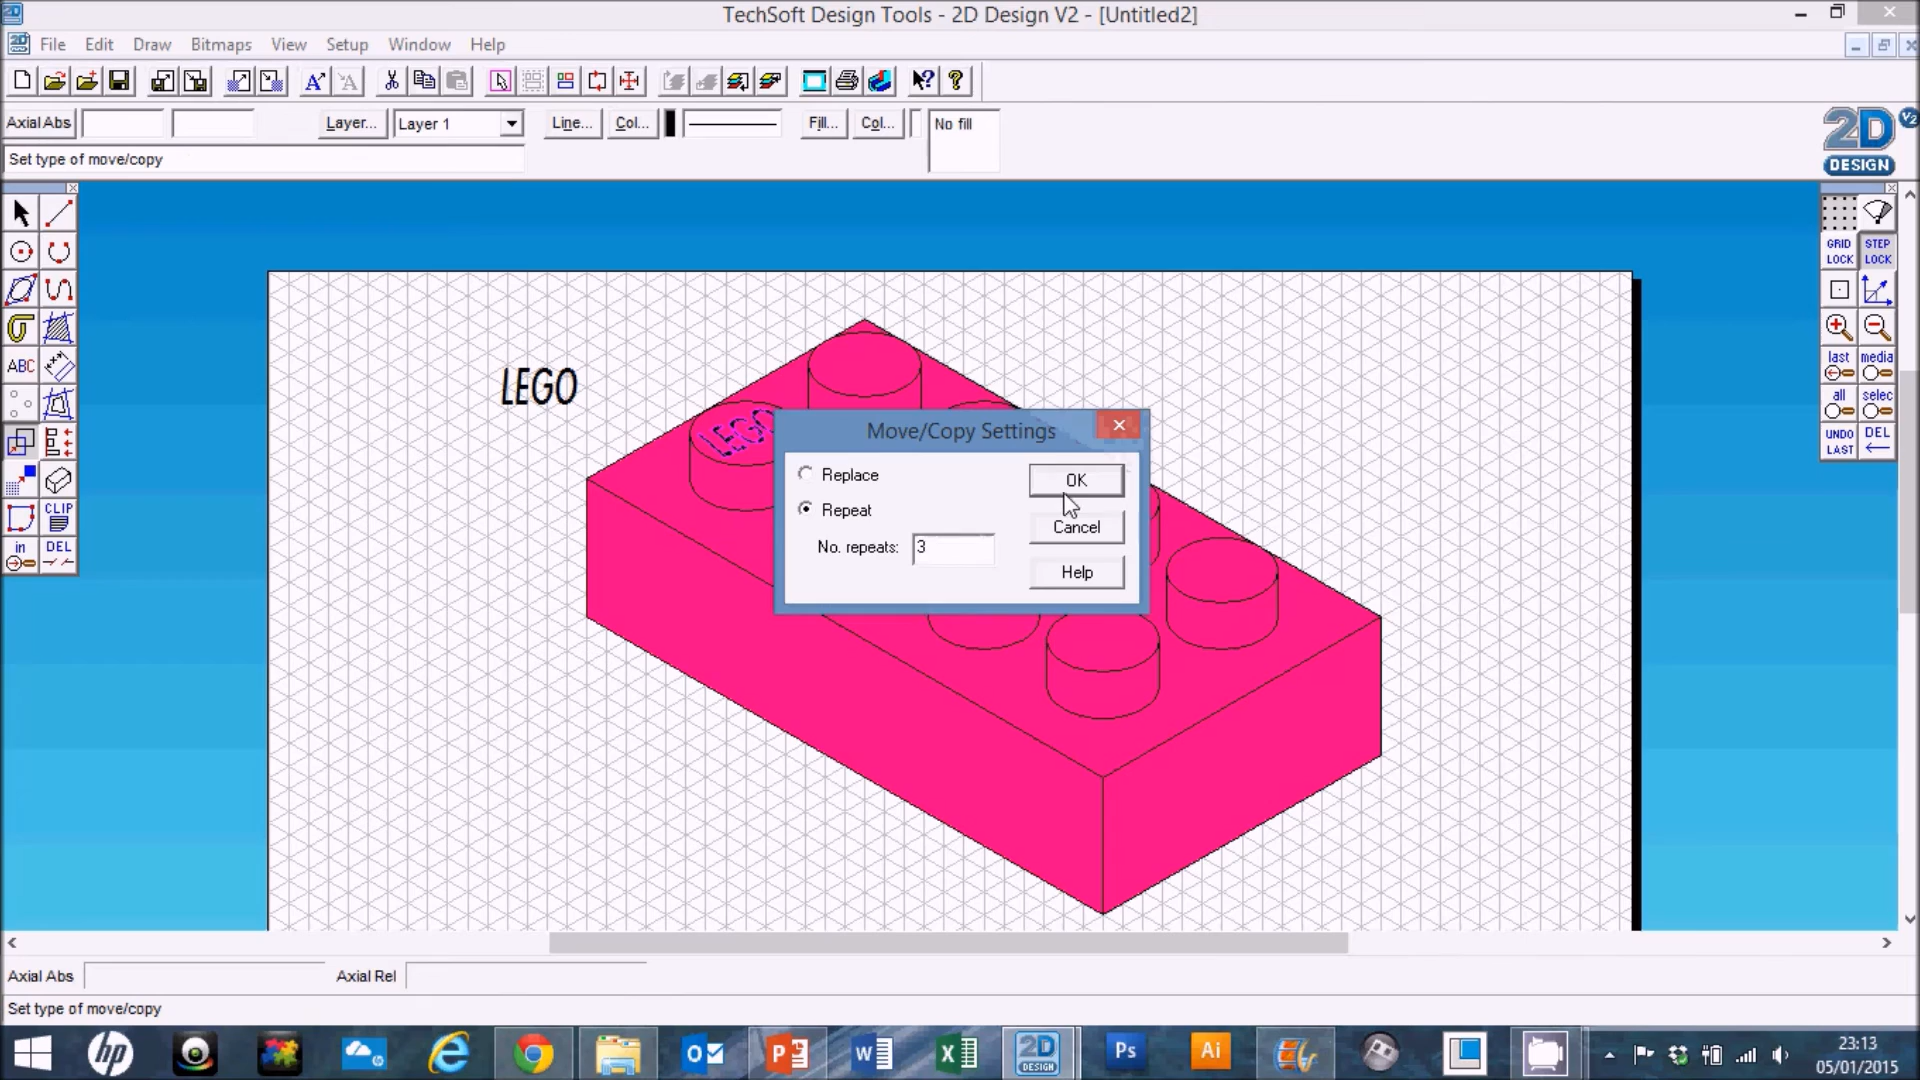 TechSoft Design Tools - 2D Design V2 - [Untitled2]
File Edit Draw Bitmaps View Setup Window Help
Axial Abs Layer... Layer 1 Line... Col... Fill... Col... No fill
Set type of move/copy
2D V2
DESIGN
GRID LOCK STEP LOCK
ABC
last media
all selec
UNDO LAST DEL
CLIP
in DEL
LEGO
LEGO
Move/Copy Settings
Replace OK
Repeat
Cancel
No. repeats: 3
Help
Axial Abs Axial Rel
Set type of move/copy
2D
DESIGN
Ps
Ai
23:13
05/01/2015